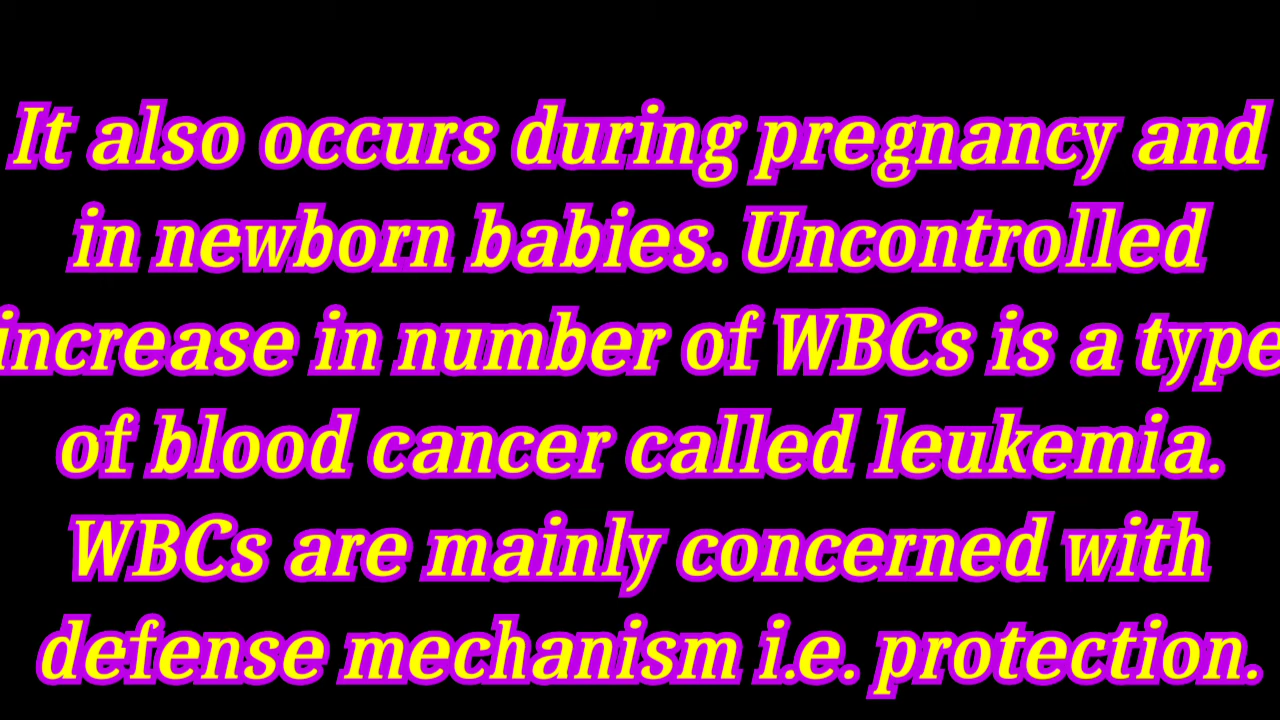 It also occurs during pregnancy and
in newborn babies. Uncontrolled
increase in number of WBCs is a type
of blood cancer called leukemia.
WBCs are mainly concerned with
defense mechanism i.e. protection.